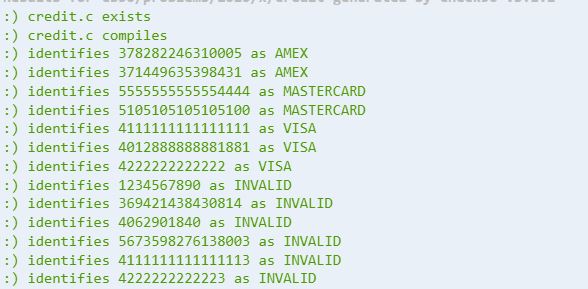 :) credit.c exists
:) credit.c compiles
:) identifies 378282246310005 as AMEX
:) identifies 371449635398431 as AMEX
:) identifies 5555555555554444 as MASTERCARD
:) identifies 5105105105105100 as MASTERCARD
:) identifies 4111111111111111 as VISA
:) identifies 4012888888881881 as VISA
:) identifies 4222222222222 as VISA
:) identifies 1234567890 as INVALID
:) identifies 369421438430814 as INVALID
:) identifies 4062901840 as INVALID
:) identifies 5673598276138003 as INVALID
:) identifies 4111111111111113 as INVALID
:) identifies 4222222222223 as INVALID